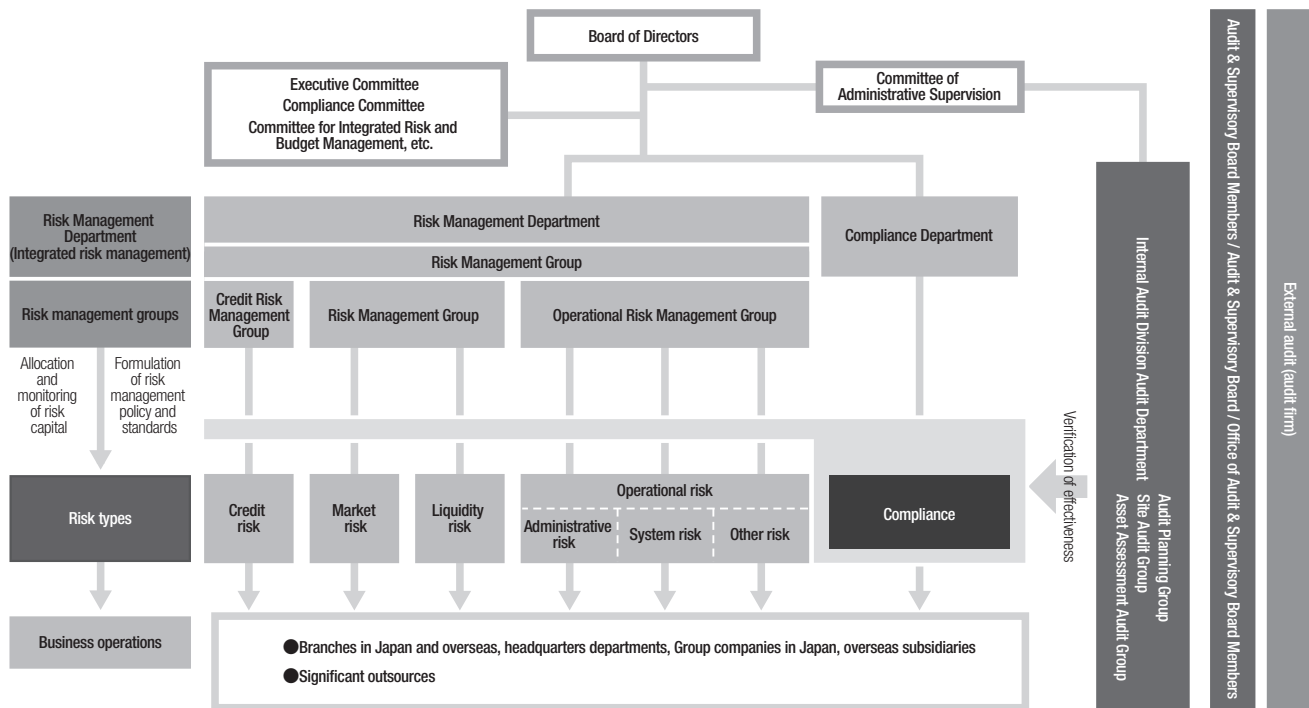 Board of Directors
Executive Committee
Compliance Committee
Committee for Integrated Risk and
Budget Management, etc.
Committee of
Administrative Supervision
Risk Management
Department
(Integrated risk management)
Risk Management Department
Compliance Department
Risk Management Group
Risk management groups
Credit Risk
Management
Group
Risk Management Group
Operational Risk Management Group
Allocation
and
monitoring
of risk
capital
Formulation
of risk
management
policy and
standards
Risk types
Credit
risk
Market
risk
Liquidity
risk
Operational risk
Administrative
risk
System risk
Other risk
Compliance
Verification of effectiveness
Business operations
●Branches in Japan and overseas, headquarters departments, Group companies in Japan, overseas subsidiaries
●Significant outsources
Internal Audit Division Audit Department
Audit Planning Group
Site Audit Group
Asset Assessment Audit Group
Audit & Supervisory Board Members / Audit & Supervisory Board / Office of Audit & Supervisory Board Members
External audit (audit firm)